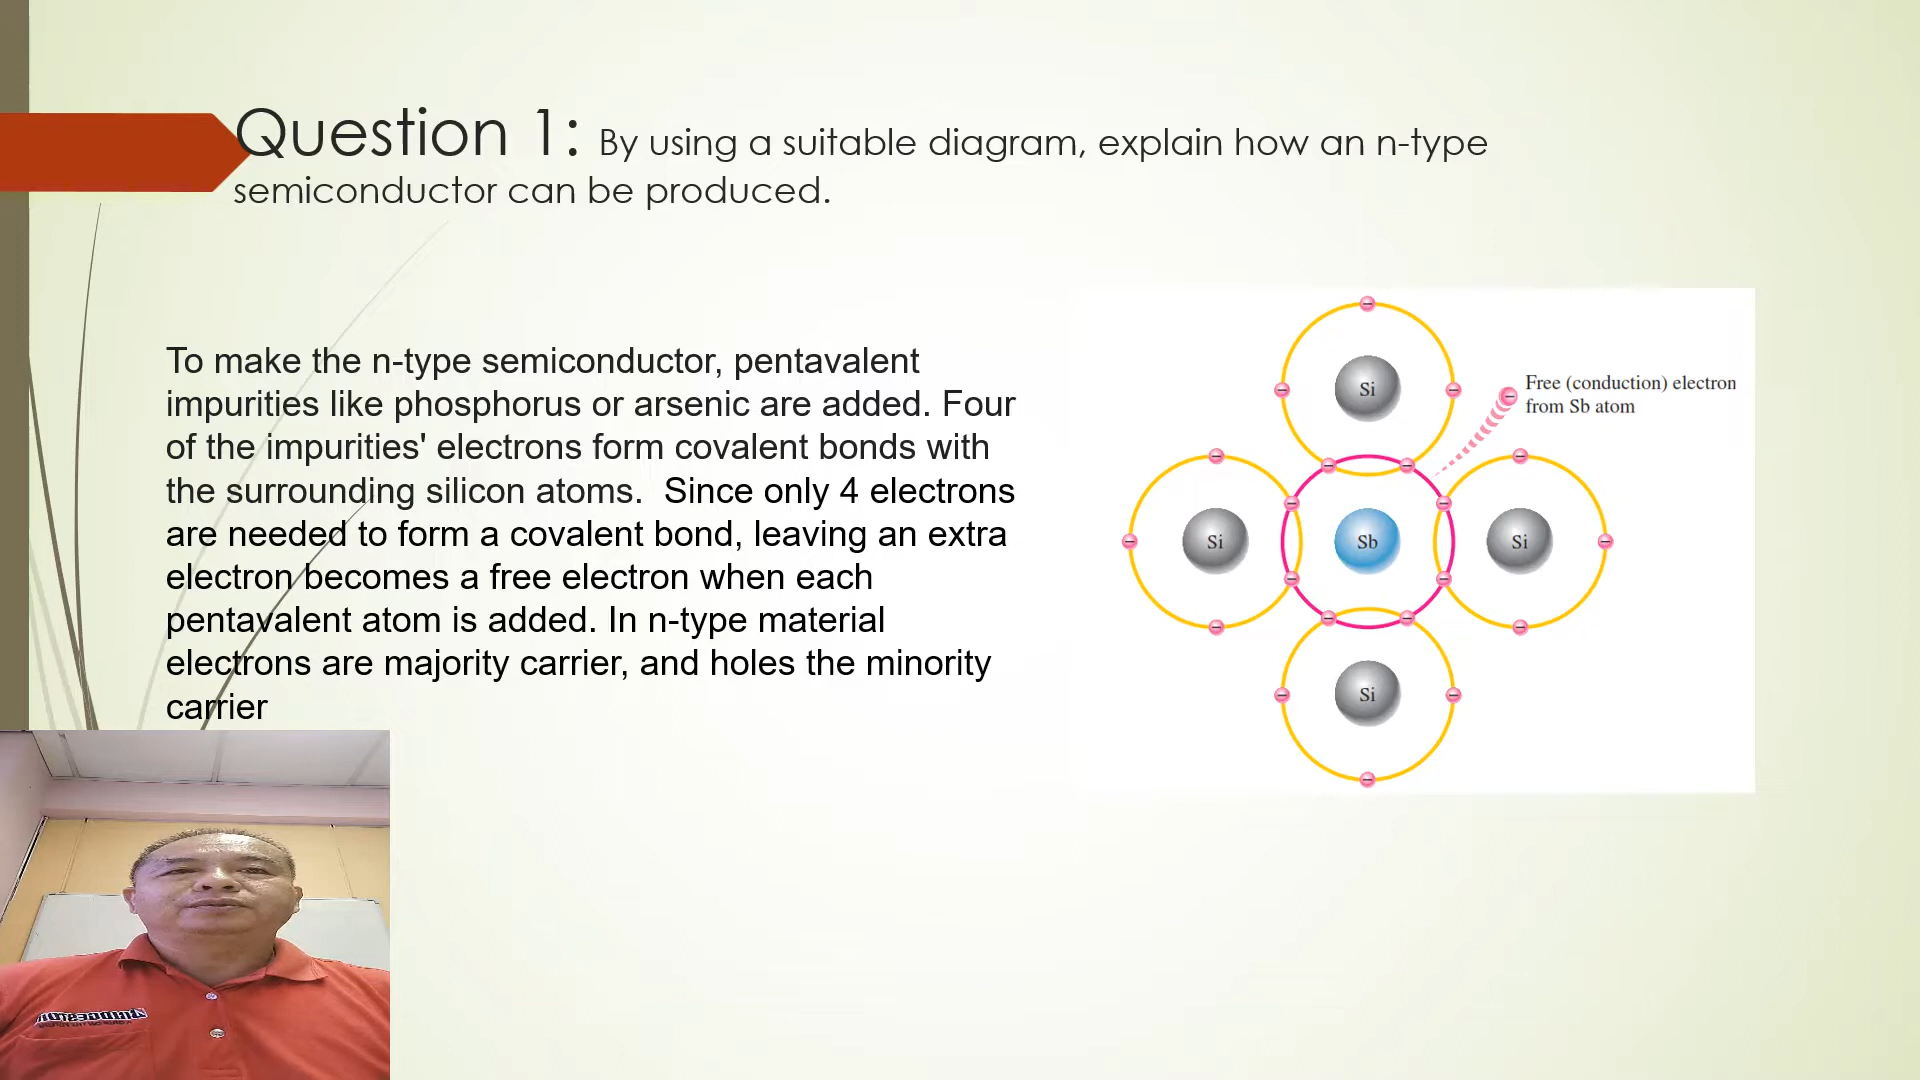 Question 1: By using a suitable diagram, explain how an n-type
semiconductor can be produced.
To make the n-type semiconductor, pentavalent
impurities like phosphorus or arsenic are added. Four
of the impurities' electrons form covalent bonds with
the surrounding silicon atoms. Since only 4 electrons
are needed to form a covalent bond, leaving an extra
electron becomes a free electron when each
pentavalent atom is added. In n-type material
electrons are majority carrier, and holes the minority
carrier
Si
Free (conduction) electron
from Sb atom
Si
Sb
Si
Si